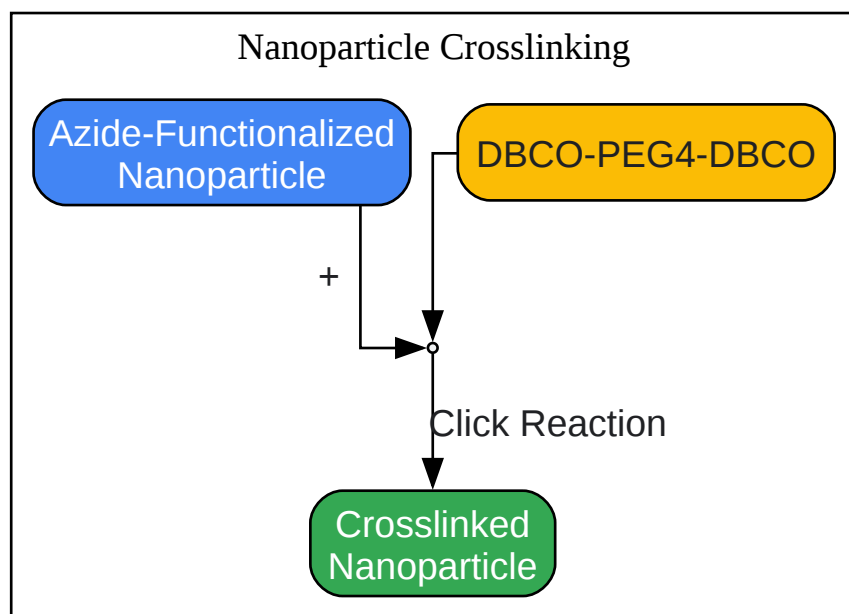 Nanoparticle Crosslinking
Azide-Functionalized
Nanoparticle
DBCO-PEG4-DBCO
+
Click Reaction
Crosslinked
Nanoparticle